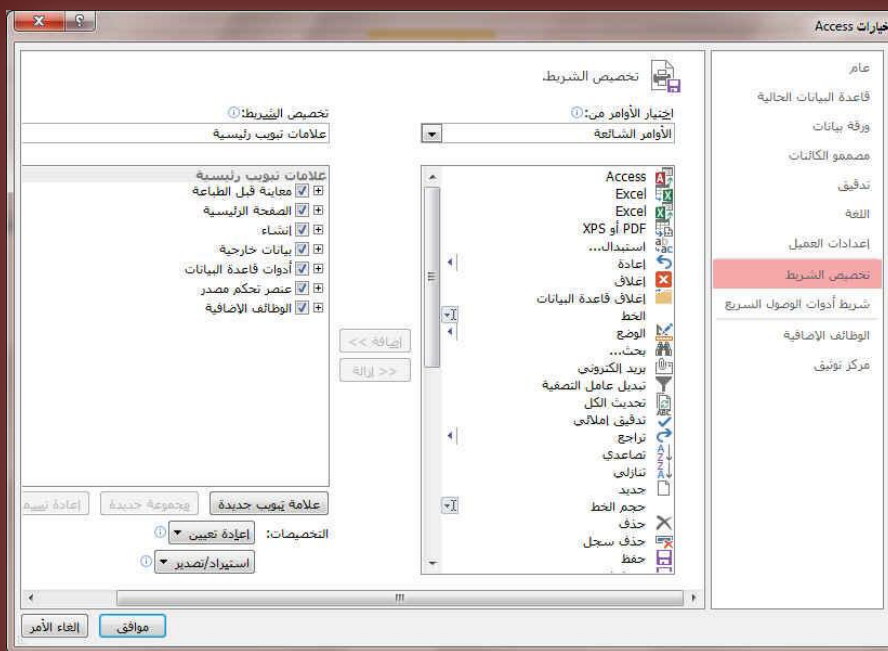 خيارات Access
عام
قاعدة البيانات الحالية
ورقة بيانات
مصممو الكائنات
تدقيق
اللغة
إعدادات العميل
تخصيص الشريط
شريط أدوات الوصول السريع
الوظائف الإضافية
مركز توثيق
تخصيص الشريط.
اختيار الأوامر من:
الأوامر الشائعة
Access
Excel
Excel
PDF أو XPS
استبدال...
إعادة
إغلاق
إغلاق قاعدة البيانات
الخط
الوضع
بحث...
بريد إلكتروني
تبديل عامل التصفية
تحديث الكل
تدقيق إملائي
تراجع
تصاعدي
تنازلي
جديد
حجم الخط
حذف
حذف سجل
حفظ
إضافة >>
<< إزالة
تخصيص الشريط:
علامات تبويب رئيسية
علامات تبويب رئيسية
معاينة قبل الطباعة
الصفحة الرئيسية
إنشاء
بيانات خارجية
أدوات قاعدة البيانات
عنصر تحكم مصدر
الوظائف الإضافية
علامة تبويب جديدة
مجموعة جديدة
إعادة
التخصيصات:
إعادة تعيين
استيراد/تصدير
موافق
إلغاء الأمر